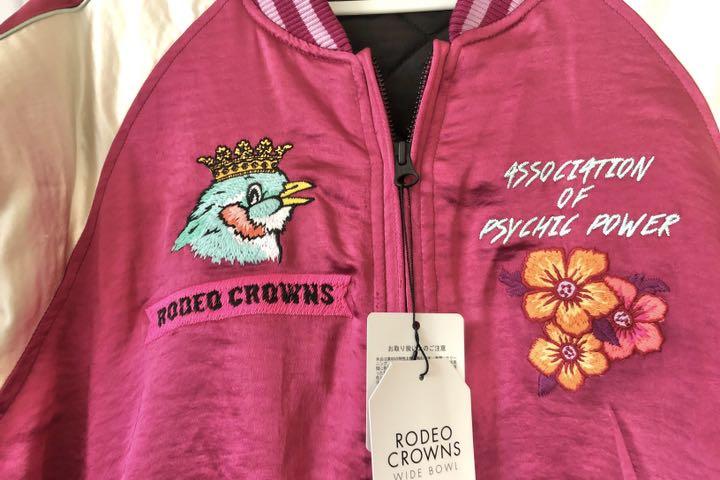 ASSOCIATION
OF
PSYCHIC POWER
RODEO CROWNS
お取り扱い上のご注意
RODEO
CROWNS
WIDE BOWL